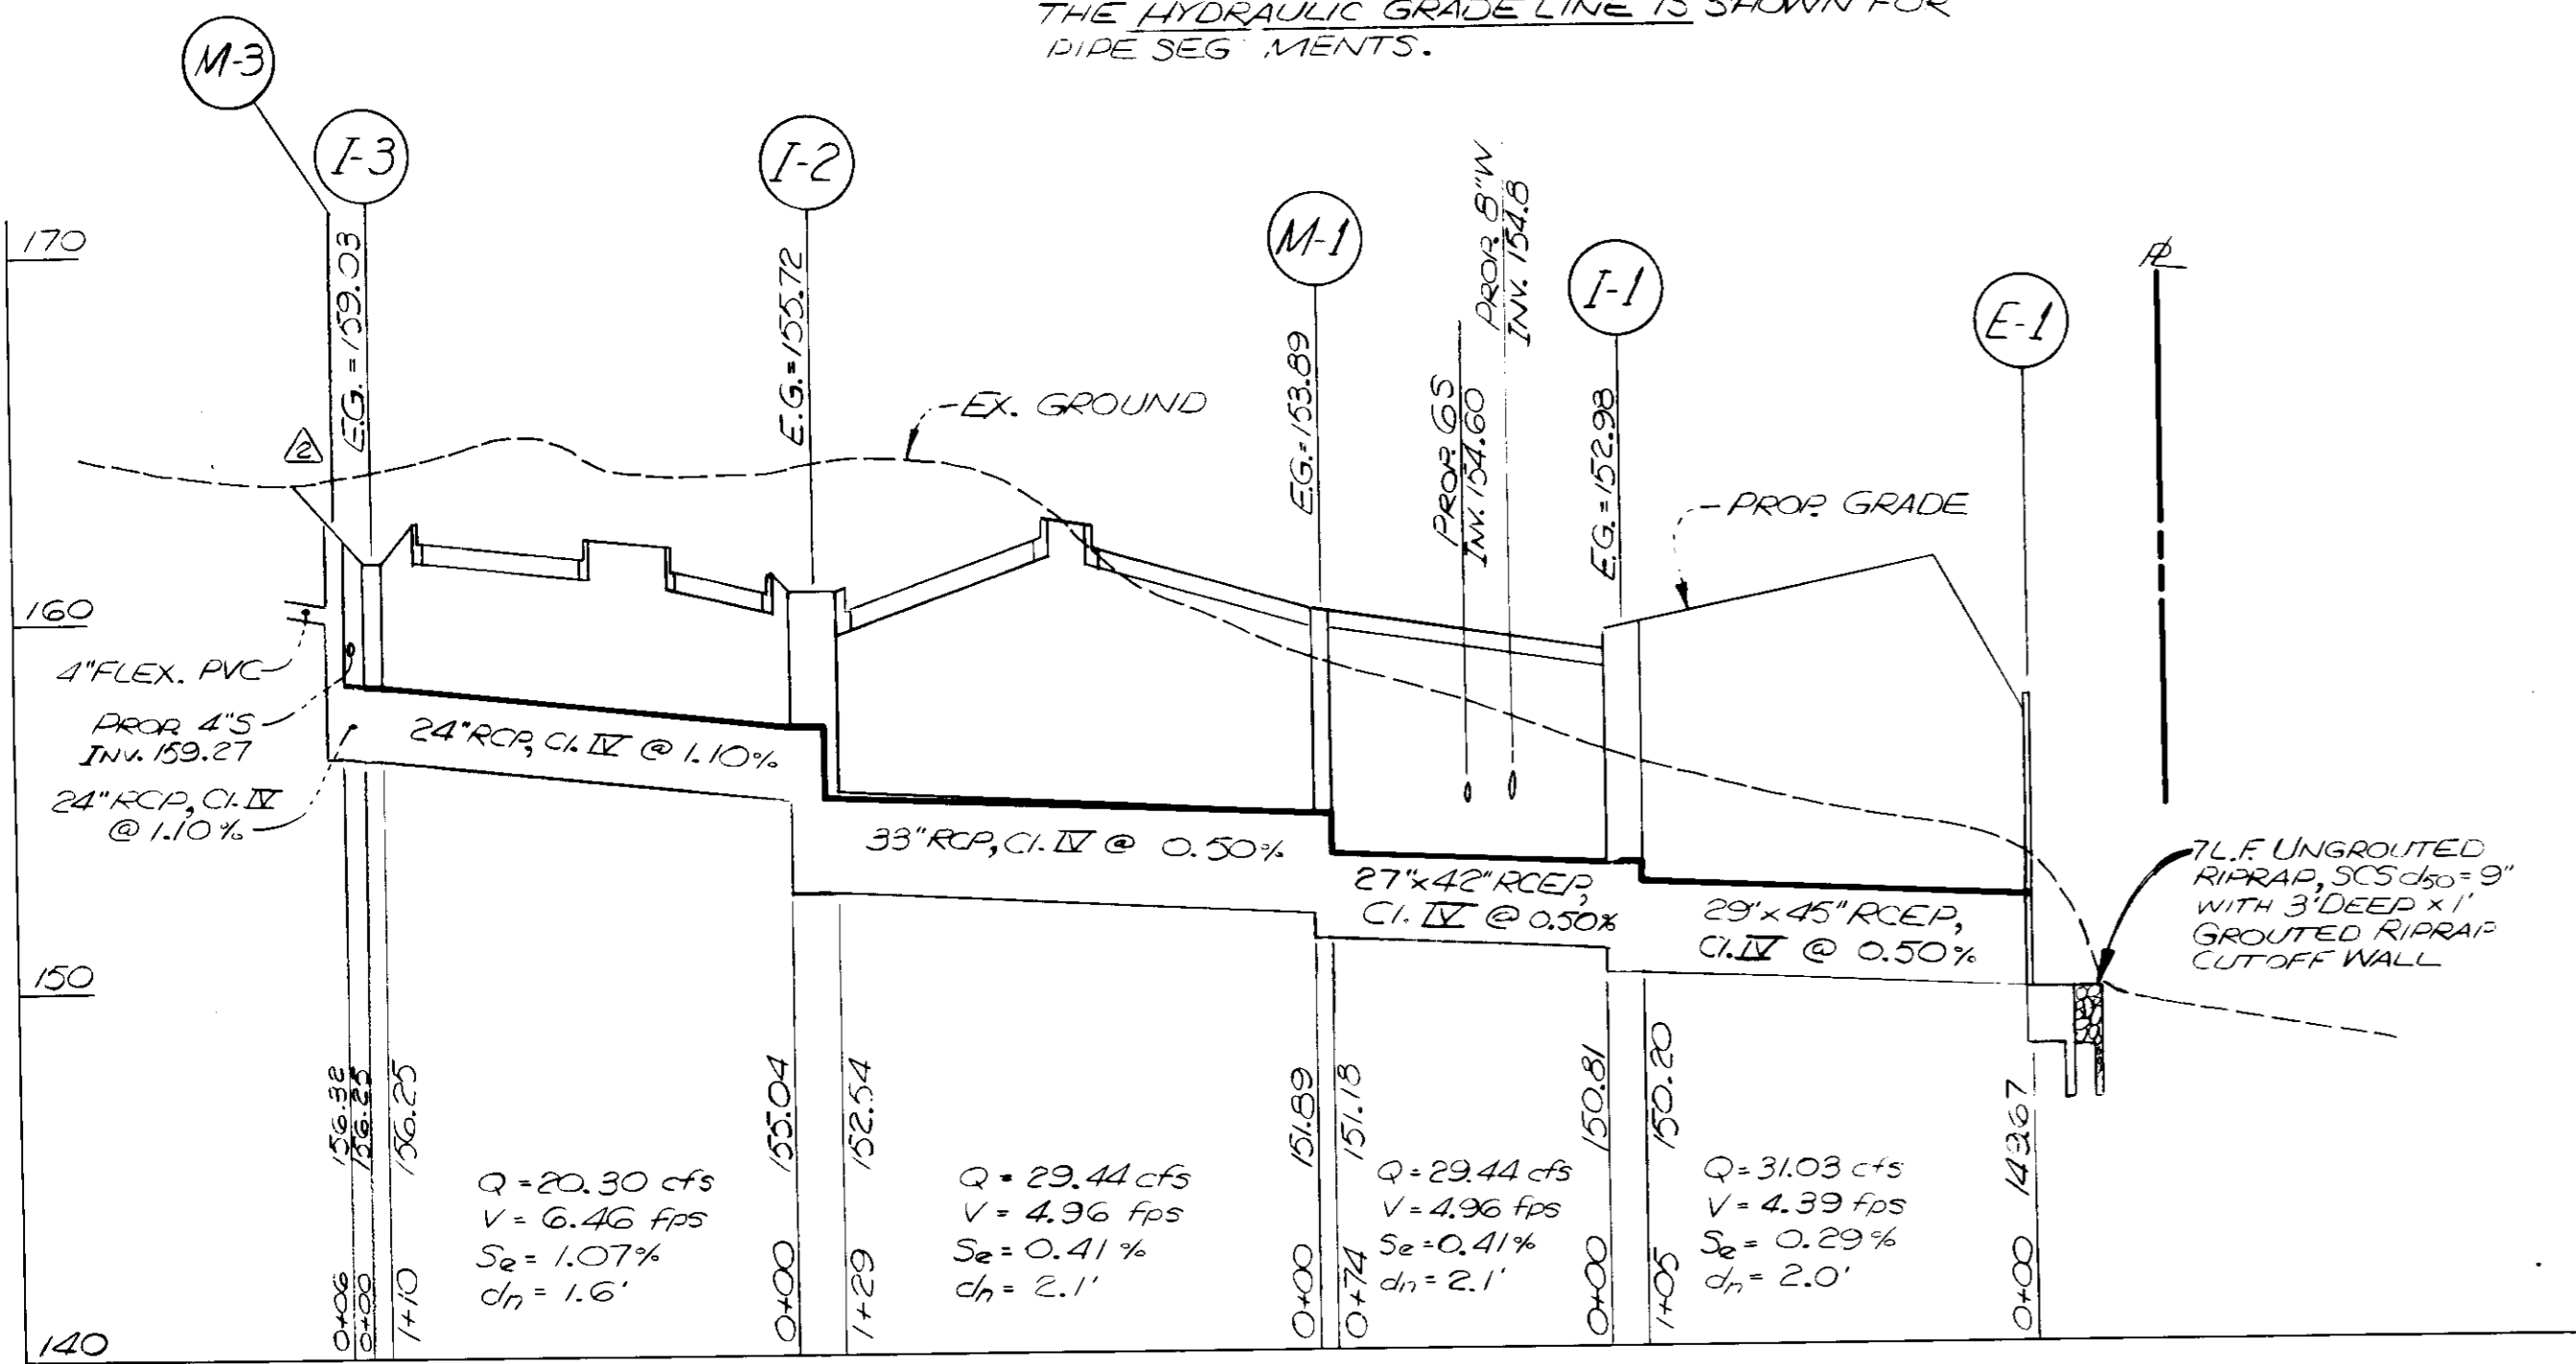 THE HYDRAULIC GRADE LINE IS SHOWN FOR
PIPE SEG MENTS.
M-3
I-3
I-2
M-1
I-1
E-1
PL
170
160
150
140
E.G.=159.03
E.G.=155.72
E.G.=153.89
PROP. 6S
INV. 154.60
PROP. 8"W
INV. 154.8
E.G.=152.98
2
EX. GROUND
PROP. GRADE
4"FLEX. PVC
PROP. 4"S
INV. 159.27
24"RCP, Cl. IV
@ 1.10%
24"RCP, Cl. IV @ 1.10%
33"RCP, Cl. IV @ 0.50%
27"x42"RCEP,
Cl. IV @ 0.50%
29"x45"RCEP,
Cl. IV @ 0.50%
7L.F. UNGROUTED
RIPRAP, SCS d50=9"
WITH 3'DEEP x 1'
GROUTED RIPRAP
CUTOFF WALL
156.32
156.25
156.25
155.04
152.54
151.89
151.18
150.81
150.20
149.67
Q=20.30 cfs
V= 6.46 fps
Se= 1.07%
dn= 1.6'
Q= 29.44 cfs
V= 4.96 fps
Se= 0.41%
dn= 2.1'
Q=29.44 cfs
V=4.96 fps
Se=0.41%
dn= 2.1'
Q=31.03 cfs
V= 4.39 fps
Se= 0.29%
dn= 2.0'
0+06
0+00
1+10
0+00
1+29
0+00
0+74
0+00
1+05
0+00